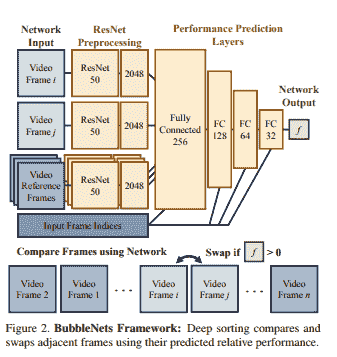 Network Input
ResNet Preprocessing
Performance Prediction Layers
Video Frame i
ResNet 50
2048
Video Frame j
ResNet 50
2048
Video Reference Frames
ResNet 50
2048
Fully Connected 256
FC 128
FC 64
FC 32
Network Output
f
Input Frame Indices
Compare Frames using Network
Swap if f > 0
Video Frame 2
Video Frame 1
...
Video Frame i
Video Frame j
...
Video Frame n
Figure 2. BubbleNets Framework: Deep sorting compares and
swaps adjacent frames using their predicted relative performance.